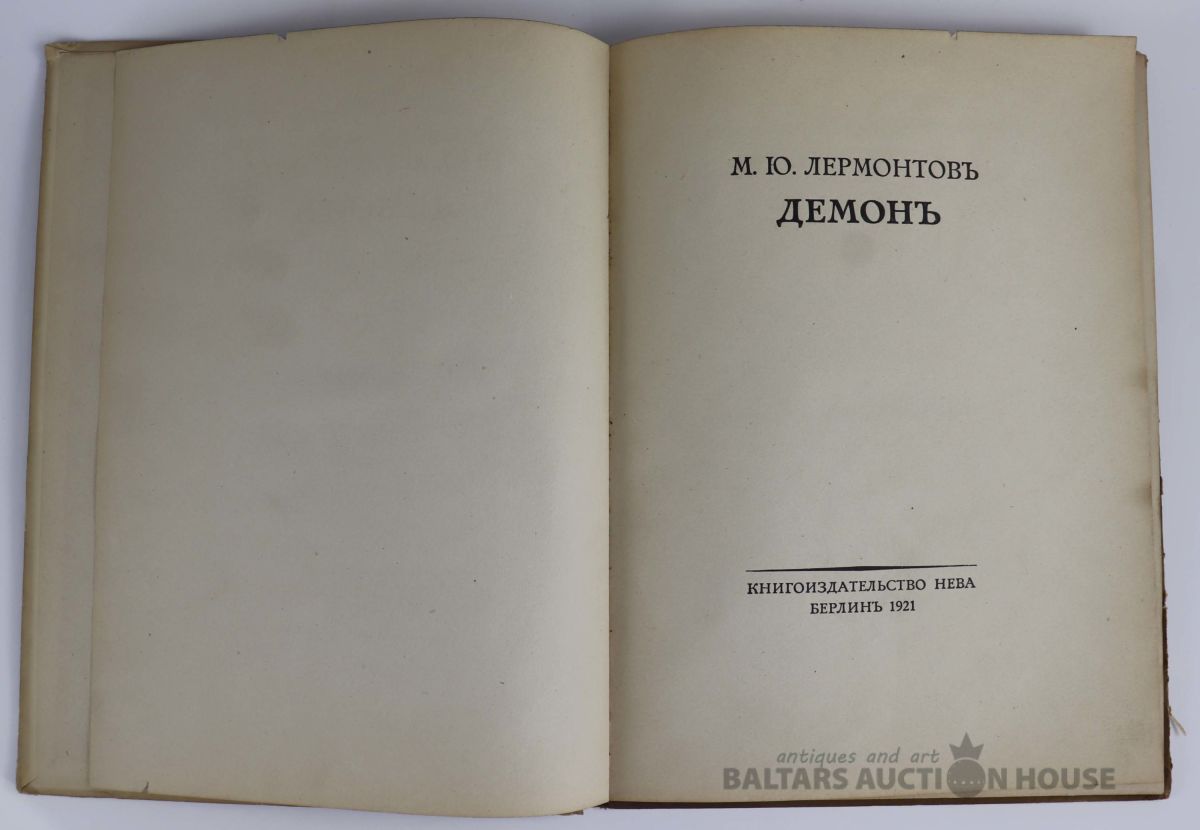 М. Ю. ЛЕРМОНТОВЪ
ДЕМОНЪ
КНИГОИЗДАТЕЛЬСТВО НЕВА
БЕРЛИНЪ 1921
antiques and art
BALTARS AUCTION HOUSE